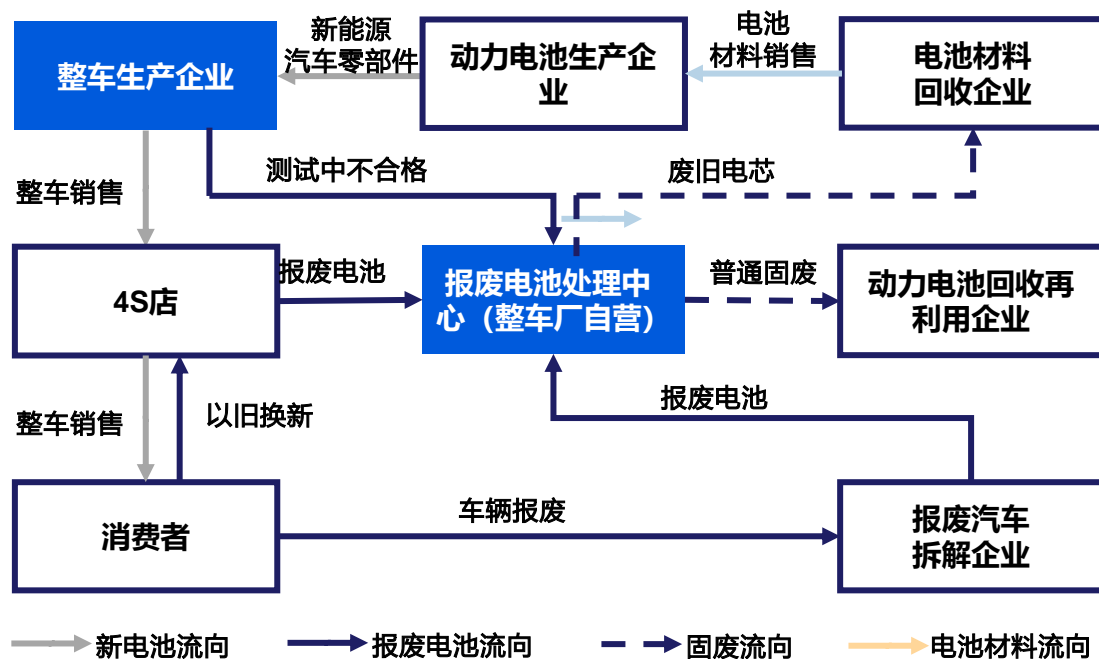 新能源
汽车零部件
电池
材料销售
整车生产企业
动力电池生产企
业
电池材料
回收企业
整车销售
测试中不合格
废旧电芯
4S店
报废电池
报废电池处理中
心（整车厂自营）
普通固废
动力电池回收再
利用企业
整车销售
以旧换新
报废电池
消费者
车辆报废
报废汽车
拆解企业
新电池流向
报废电池流向
固废流向
电池材料流向